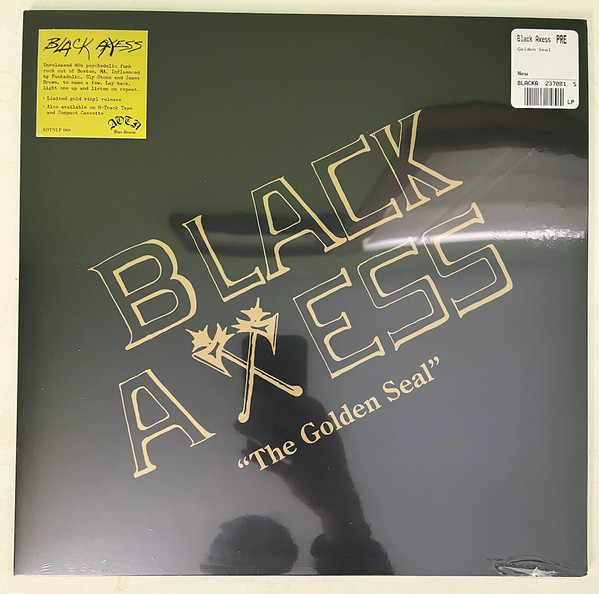 BLACK AXESS
Unreleased 80s psychedelic funk
rock out of Boston, MA. Influenced
by Funkadelic, Sly Stone and James
Brown, to name a few. Lay back,
light one up and listen on repeat.
· Limited gold vinyl release
· Also available on 8-Track Tape
and Compact Cassette
AOTN
AOTNLP 068
Black Axess PRE
Golden Seal
New
BLACKA 237001 S
LP
BLACK
AXESS
“The Golden Seal”